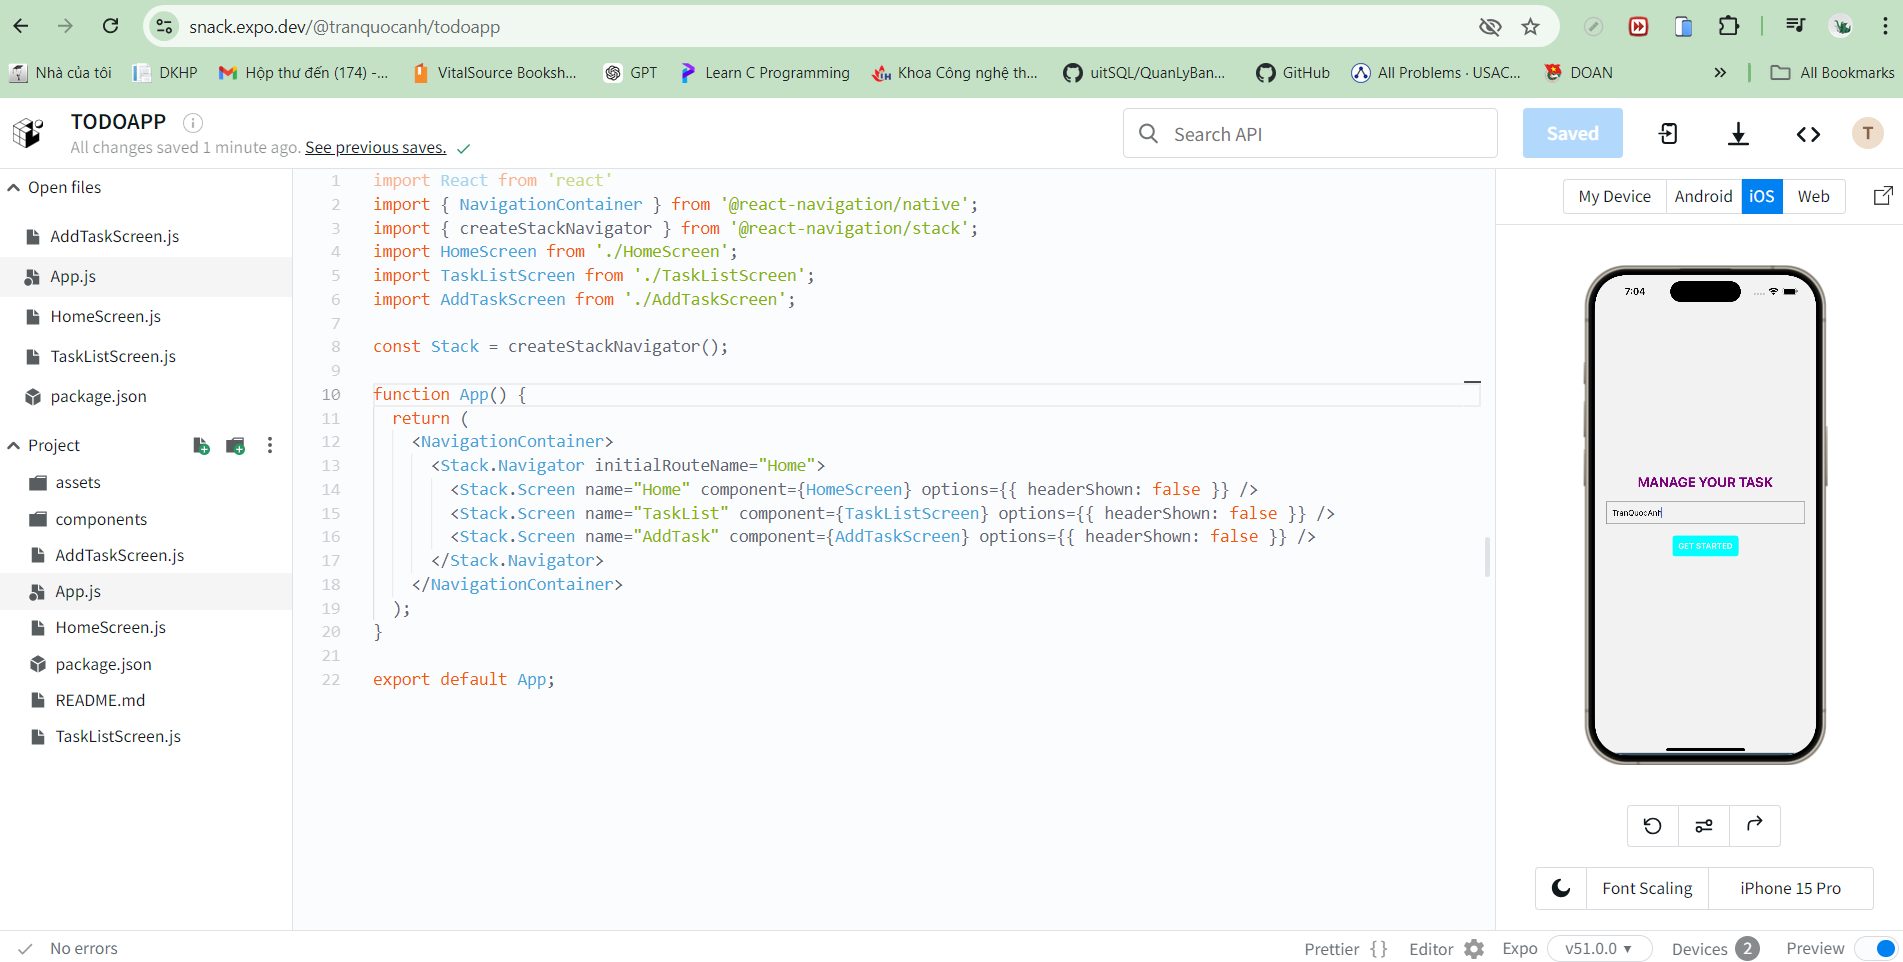 snack.expo.dev/@tranquocanh/todoapp
Nhà của tôi
DKHP
Hộp thư đến (174) -...
VitalSource Booksh...
GPT
Learn C Programming
Khoa Công nghệ th...
uitSQL/QuanLyBan...
GitHub
All Problems · USAC...
DOAN
All Bookmarks
TODOAPP
All changes saved 1 minute ago. See previous saves.
Search API
Saved
T
Open files
AddTaskScreen.js
App.js
HomeScreen.js
TaskListScreen.js
package.json
Project
assets
components
AddTaskScreen.js
App.js
HomeScreen.js
package.json
README.md
TaskListScreen.js
1 import React from 'react'
2 import { NavigationContainer } from '@react-navigation/native';
3 import { createStackNavigator } from '@react-navigation/stack';
4 import HomeScreen from './HomeScreen';
5 import TaskListScreen from './TaskListScreen';
6 import AddTaskScreen from './AddTaskScreen';
7
8 const Stack = createStackNavigator();
9
10 function App() {
11 return (
12 <NavigationContainer>
13 <Stack.Navigator initialRouteName="Home">
14 <Stack.Screen name="Home" component={HomeScreen} options={{ headerShown: false }} />
15 <Stack.Screen name="TaskList" component={TaskListScreen} options={{ headerShown: false }} />
16 <Stack.Screen name="AddTask" component={AddTaskScreen} options={{ headerShown: false }} />
17 </Stack.Navigator>
18 </NavigationContainer>
19 );
20 }
21
22 export default App;
My Device
Android
iOS
Web
7:04
MANAGE YOUR TASK
TranQuocAnh
GET STARTED
Font Scaling
iPhone 15 Pro
No errors
Prettier {}
Editor
Expo
v51.0.0
Devices 2
Preview